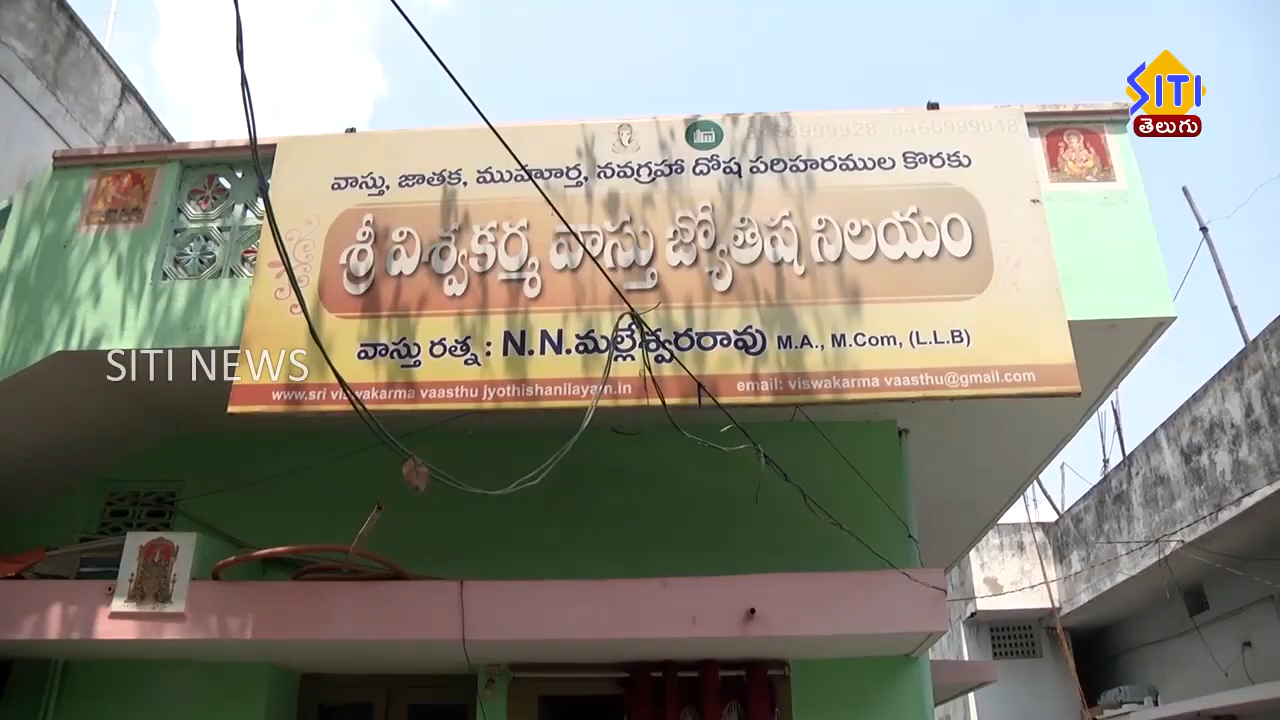 SITI
తెలుగు
8466999928, 8466999948
వాస్తు, జాతక, ముహూర్త, నవగ్రహా దోష పరిహరముల కొరకు
శ్రీ విశ్వకర్మ వాస్తు జ్యోతిష నిలయం
వాస్తు రత్న : N.N.మల్లేశ్వరరావు M.A., M.Com, (L.L.B)
SITI NEWS
www.sri viswakarma vaasthu jyothishanilayam.in email: viswakarma vaasthu@gmail.com